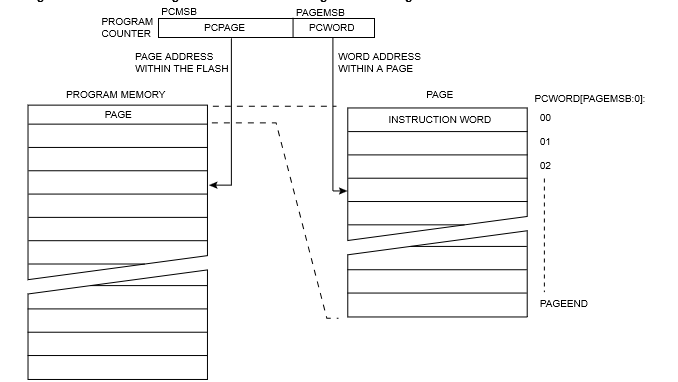 PCMSB
PAGEMSB
PROGRAM
COUNTER
PCPAGE
PCWORD
PAGE ADDRESS
WITHIN THE FLASH
WORD ADDRESS
WITHIN A PAGE
PROGRAM MEMORY
PAGE
PAGE
INSTRUCTION WORD
PCWORD[PAGEMSB:0]:
00
01
02
PAGEEND